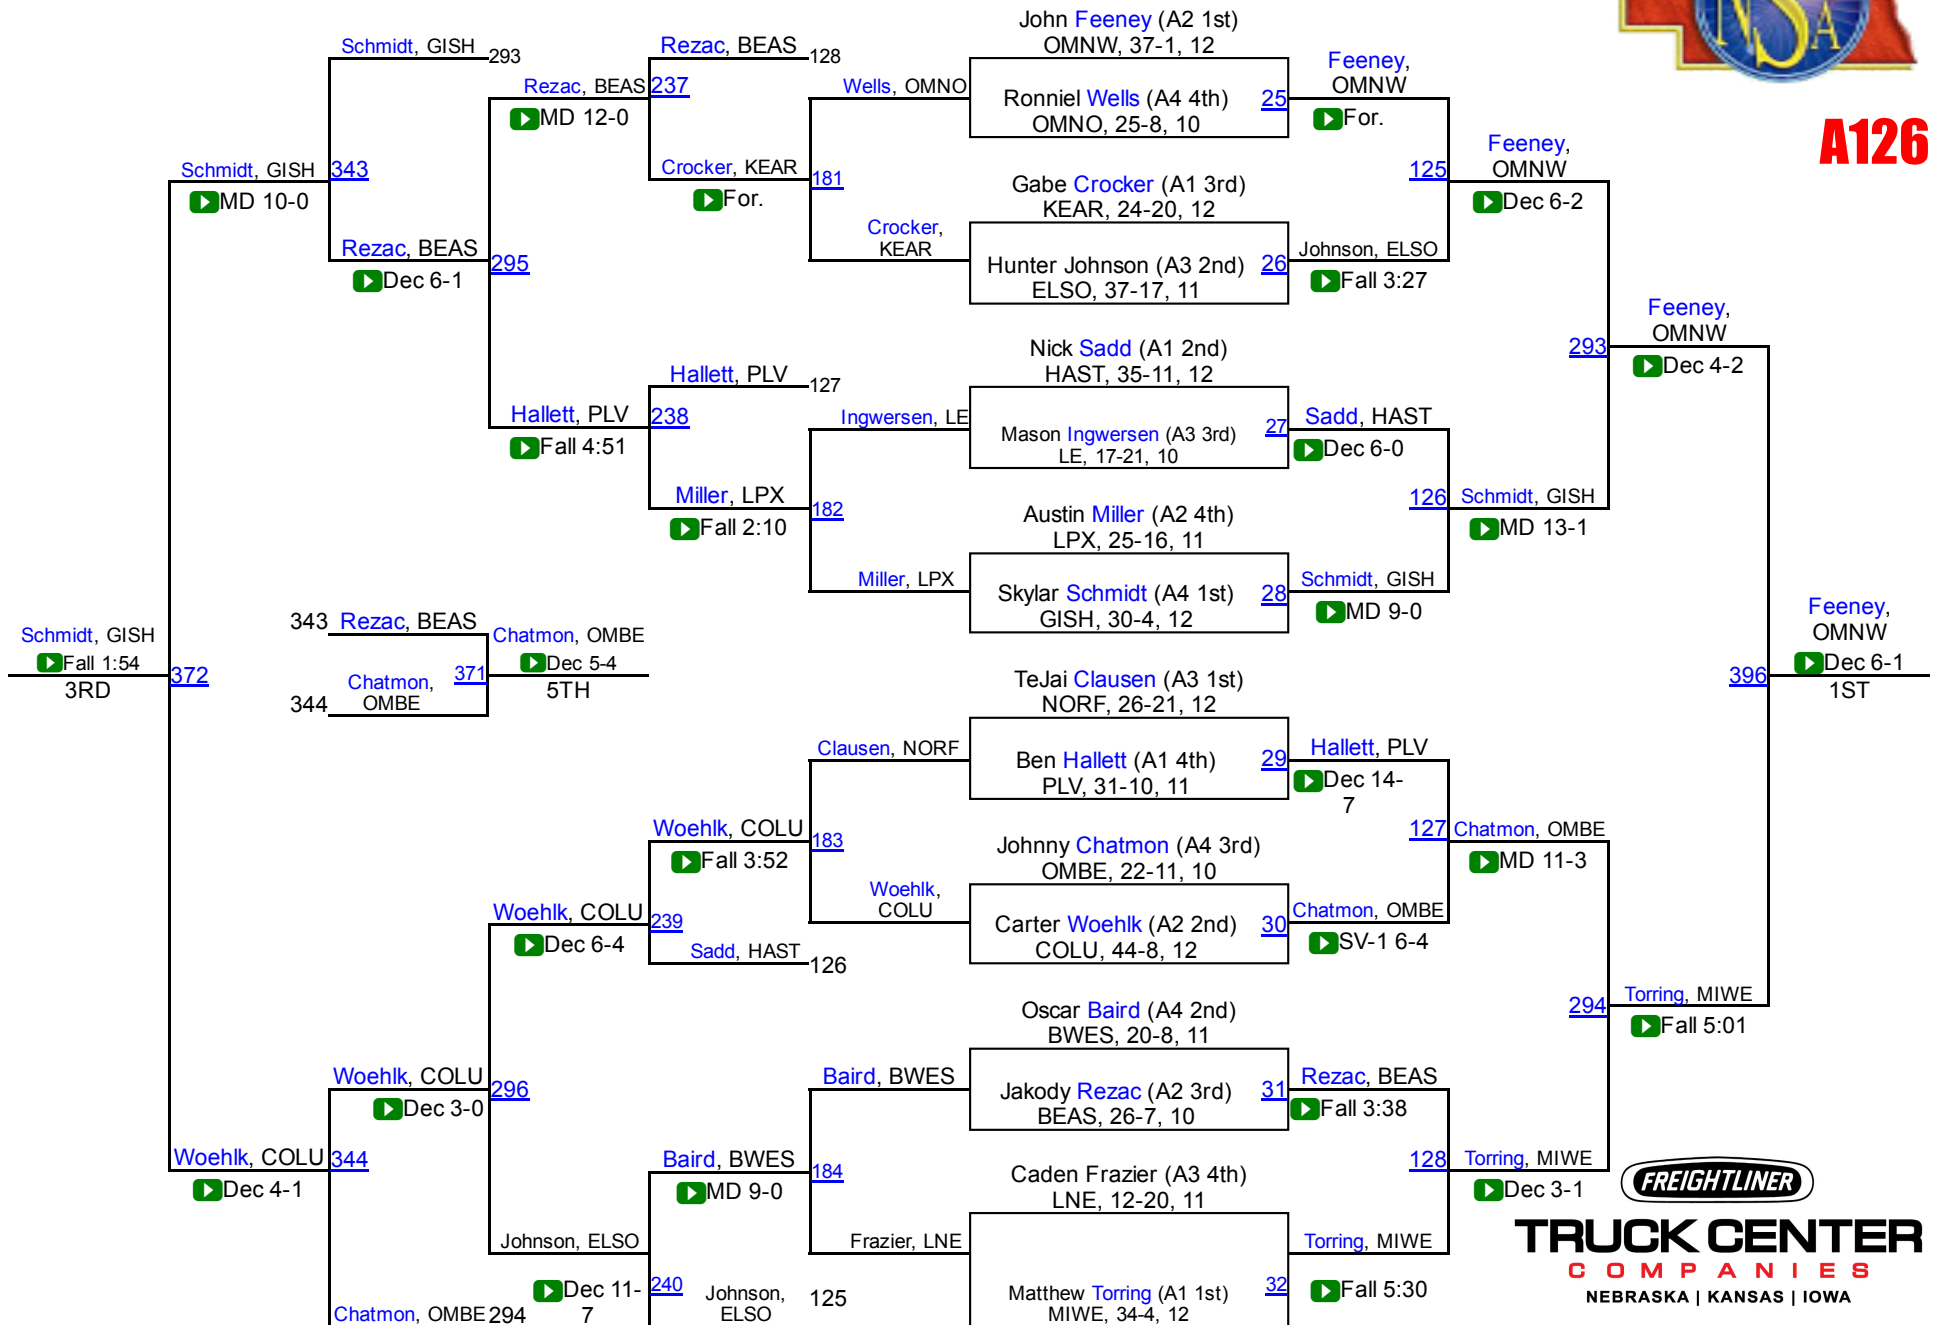 John Feeney (A2 1st)
OMNW, 37-1, 12
Ronniel Wells (A4 4th)
OMNO, 25-8, 10
25
Gabe Crocker (A1 3rd)
KEAR, 24-20, 12
Hunter Johnson (A3 2nd)
ELSO, 37-17, 11
26
Nick Sadd (A1 2nd)
HAST, 35-11, 12
Mason Ingwersen (A3 3rd)
LE, 17-21, 10
27
Austin Miller (A2 4th)
LPX, 25-16, 11
Skylar Schmidt (A4 1st)
GISH, 30-4, 12
28
TeJai Clausen (A3 1st)
NORF, 26-21, 12
Ben Hallett (A1 4th)
PLV, 31-10, 11
29
Johnny Chatmon (A4 3rd)
OMBE, 22-11, 10
Carter Woehlk (A2 2nd)
COLU, 44-8, 12
30
Oscar Baird (A4 2nd)
BWES, 20-8, 11
Jakody Rezac (A2 3rd)
BEAS, 26-7, 10
31
Caden Frazier (A3 4th)
LNE, 12-20, 11
Matthew Torring (A1 1st)
MIWE, 34-4, 12
32
Feeney,
OMNW
For.
125
Johnson, ELSO
Fall 3:27
Sadd, HAST
Dec 6-0
126
Schmidt, GISH
MD 9-0
Hallett, PLV
Dec 14-
7
127
Chatmon, OMBE
SV-1 6-4
Rezac, BEAS
Fall 3:38
128
Torring, MIWE
Fall 5:30
Feeney,
OMNW
Dec 6-2
293
Schmidt, GISH
MD 13-1
Chatmon, OMBE
MD 11-3
294
Torring, MIWE
Dec 3-1
Feeney,
OMNW
Dec 4-2
396
Torring, MIWE
Fall 5:01
Feeney,
OMNW
Dec 6-1
1ST
Wells, OMNO
181
Crocker,
KEAR
Ingwersen, LE
182
Miller, LPX
Clausen, NORF
183
Woehlk,
COLU
Baird, BWES
184
Frazier, LNE
Rezac, BEAS
128
237
Crocker, KEAR
For.
Hallett, PLV
127
238
Miller, LPX
Fall 2:10
Woehlk, COLU
Fall 3:52
239
Sadd, HAST
126
Baird, BWES
MD 9-0
240
Johnson,
ELSO
125
Rezac, BEAS
MD 12-0
295
Hallett, PLV
Fall 4:51
Woehlk, COLU
Dec 6-4
296
Johnson, ELSO
Dec 11-
7
Schmidt, GISH
293
343
Rezac, BEAS
Dec 6-1
Woehlk, COLU
Dec 3-0
344
Chatmon, OMBE
294
Schmidt, GISH
MD 10-0
372
Woehlk, COLU
Dec 4-1
Schmidt, GISH
Fall 1:54
3RD
343
Rezac, BEAS
344
Chatmon,
OMBE
371
Chatmon, OMBE
Dec 5-4
5TH
NSA
A126
FREIGHTLINER
TRUCK CENTER
COMPANIES
NEBRASKA | KANSAS | IOWA